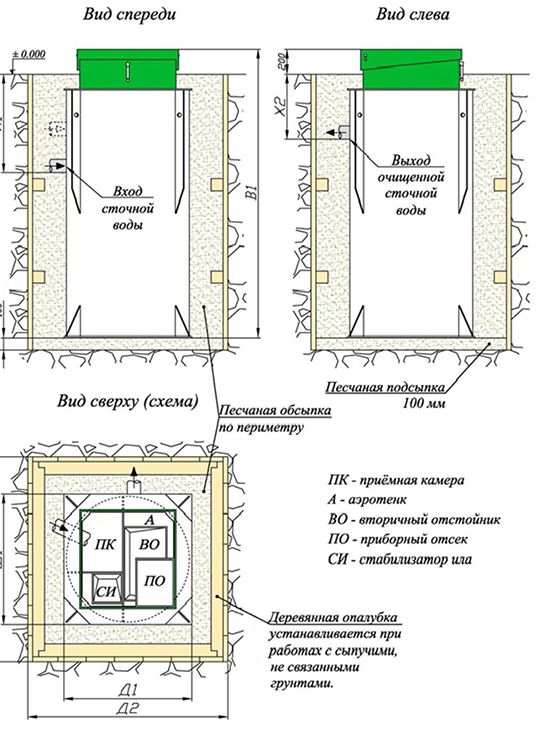 Вид спереди
Вид слева
± 0.000
200
X2
B1
Вход
сточной
воды
Выход
очищенной
сточной
воды
Песчаная подсыпка
100 мм
Вид сверху (схема)
Песчаная обсыпка
по периметру
ПК - приёмная камера
А - аэротенк
ВО - вторичный отстойник
ПО - приборный отсек
СИ - стабилизатор ила
А
ПК
ВО
СИ
ПО
Деревянная опалубка
устанавливается при
работах с сыпучими,
не связанными
грунтами.
Д1
Д2